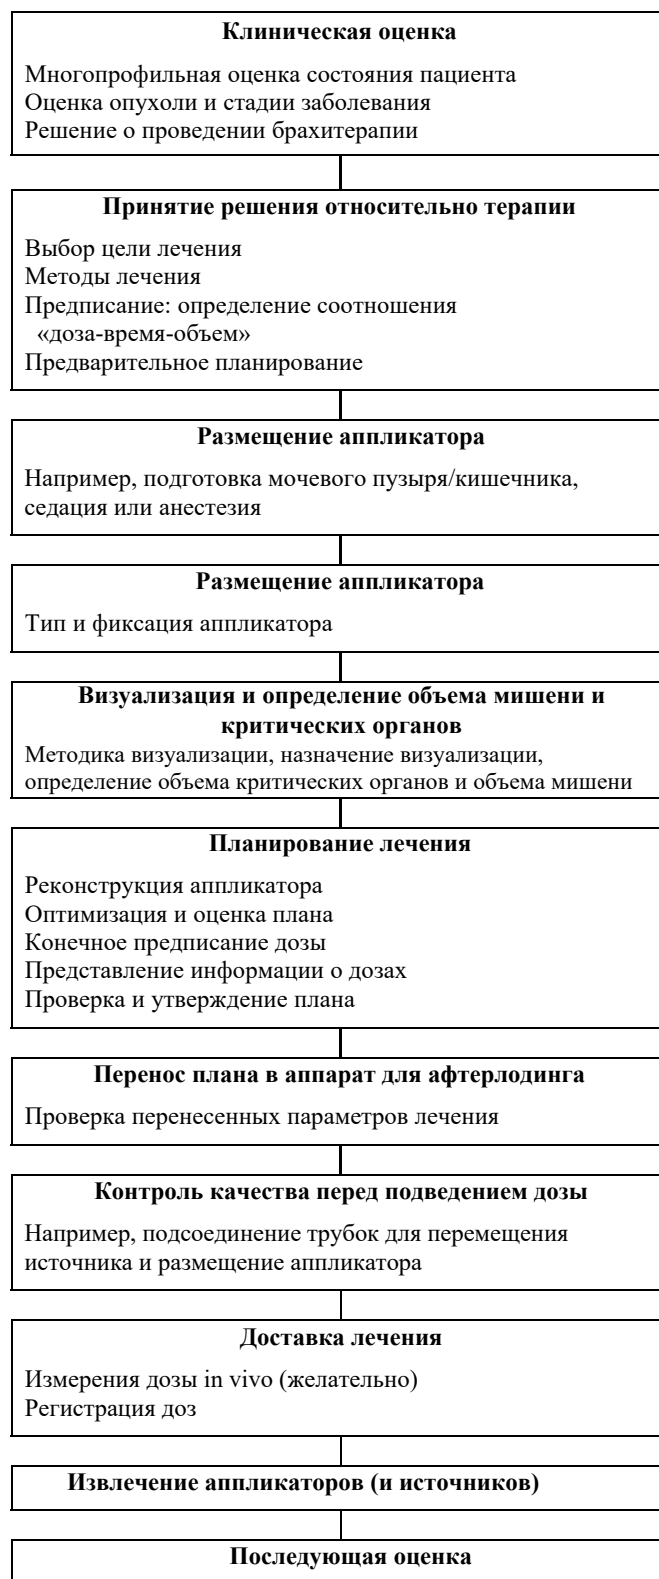 Клиническая оценка
Многопрофильная оценка состояния пациента
Оценка опухоли и стадии заболевания
Решение о проведении брахитерапии
Принятие решения относительно терапии
Выбор цели лечения
Методы лечения
Предписание: определение соотношения
«доза-время-объем»
Предварительное планирование
Размещение аппликатора
Например, подготовка мочевого пузыря/кишечника,
седация или анестезия
Размещение аппликатора
Тип и фиксация аппликатора
Визуализация и определение объема мишени и
критических органов
Методика визуализации, назначение визуализации,
определение объема критических органов и объема мишени
Планирование лечения
Реконструкция аппликатора
Оптимизация и оценка плана
Конечное предписание дозы
Представление информации о дозах
Проверка и утверждение плана
Перенос плана в аппарат для афтерлодинга
Проверка перенесенных параметров лечения
Контроль качества перед подведением дозы
Например, подсоединение трубок для перемещения
источника и размещение аппликатора
Доставка лечения
Измерения дозы in vivo (желательно)
Регистрация доз
Извлечение аппликаторов (и источников)
Последующая оценка